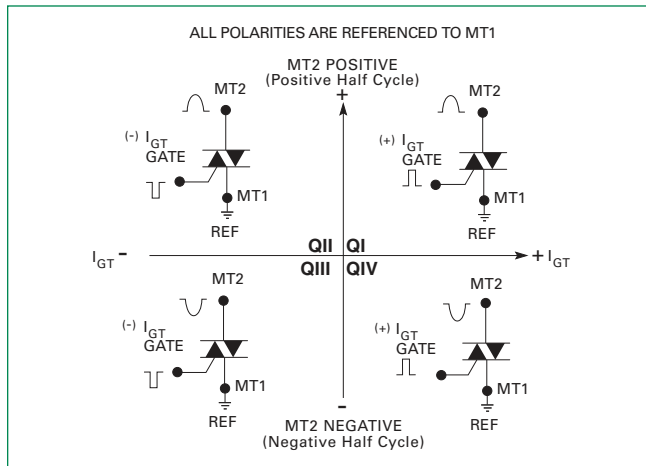 ALL POLARITIES ARE REFERENCED TO MT1
MT2 POSITIVE
(Positive Half Cycle)
+
MT2
(-) IGT
GATE
MT1
REF
MT2
(+) IGT
GATE
MT1
REF
IGT -
QII QI
QIII QIV
+ IGT
MT2
(-) IGT
GATE
MT1
REF
MT2
(+) IGT
GATE
MT1
REF
-
MT2 NEGATIVE
(Negative Half Cycle)